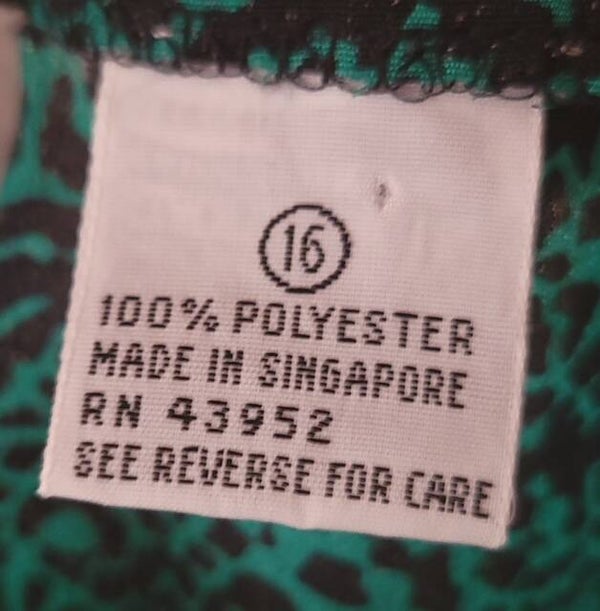 16
100% POLYESTER
MADE IN SINGAPORE
RN 43952
SEE REVERSE FOR CARE